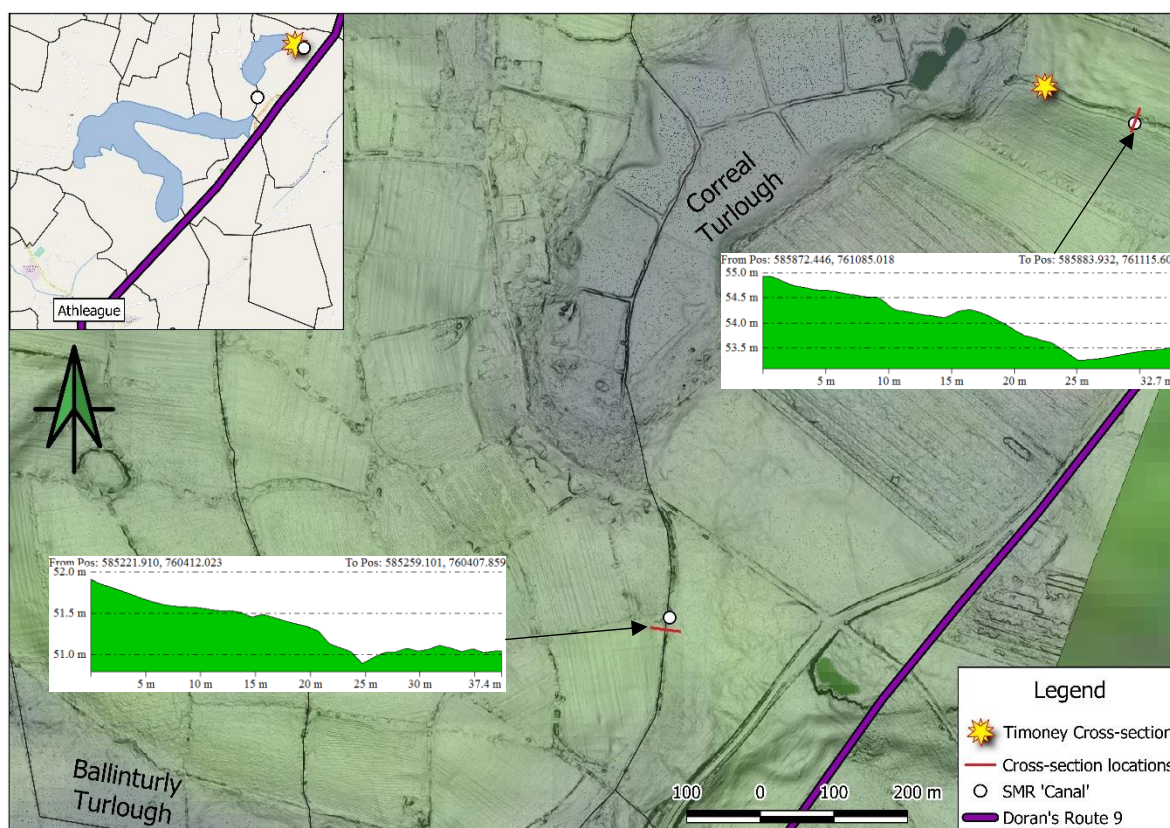 Athleague
Correal
Turlough
From Pos: 585872.446, 761085.018
To Pos: 585883.932, 761115.60
55.0 m
54.5 m
54.0 m
53.5 m
5 m
10 m
15 m
20 m
25 m
32.7 m
From Pos: 585221.910, 760412.023
To Pos: 585259.101, 760407.859
52.0 m
51.5 m
51.0 m
5 m
10 m
15 m
20 m
25 m
30 m
37.4 m
Ballinturly
Turlough
100
0
100
200 m
Legend
Timoney Cross-section
Cross-section locations
SMR 'Canal'
Doran's Route 9